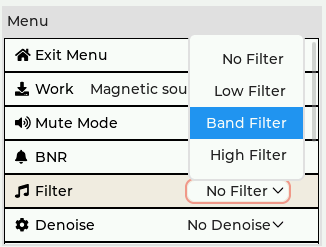 Menu
Exit Menu
Work Magnetic sou
Mute Mode
BNR
Filter No Filter
Denoise No Denoise
No Filter
Low Filter
Band Filter
High Filter